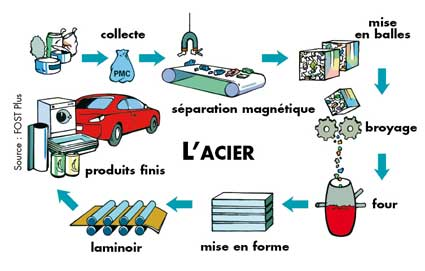 collecte
PMC
séparation magnétique
mise
en balles
broyage
four
mise en forme
laminoir
produits finis
L'ACIER
Source : FOST Plus